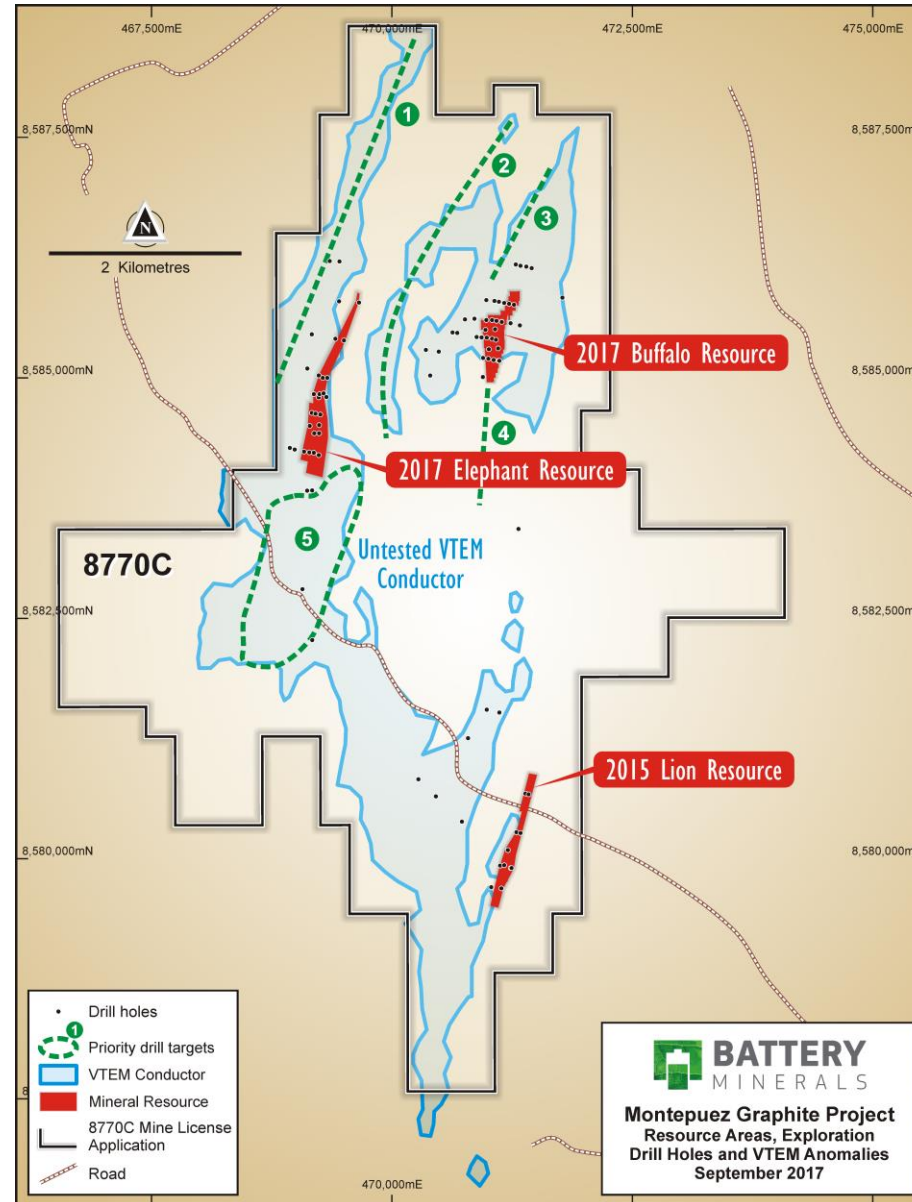 467,500mE
470,000mE
472,500mE
475,000mE
8,587,500mN
8,587,500mN
1
2
3
N
2 Kilometres
2017 Buffalo Resource
8,585,000mN
8,585,000mN
4
2017 Elephant Resource
5
8770C
Untested VTEM
Conductor
8,582,500mN
8,582,500mN
2015 Lion Resource
8,580,000mN
8,580,000mN
Drill holes
1
Priority drill targets
VTEM Conductor
Mineral Resource
8770C Mine License
Application
Road
470,000mE
BATTERY
MINERALS
Montepuez Graphite Project
Resource Areas, Exploration
Drill Holes and VTEM Anomalies
September 2017